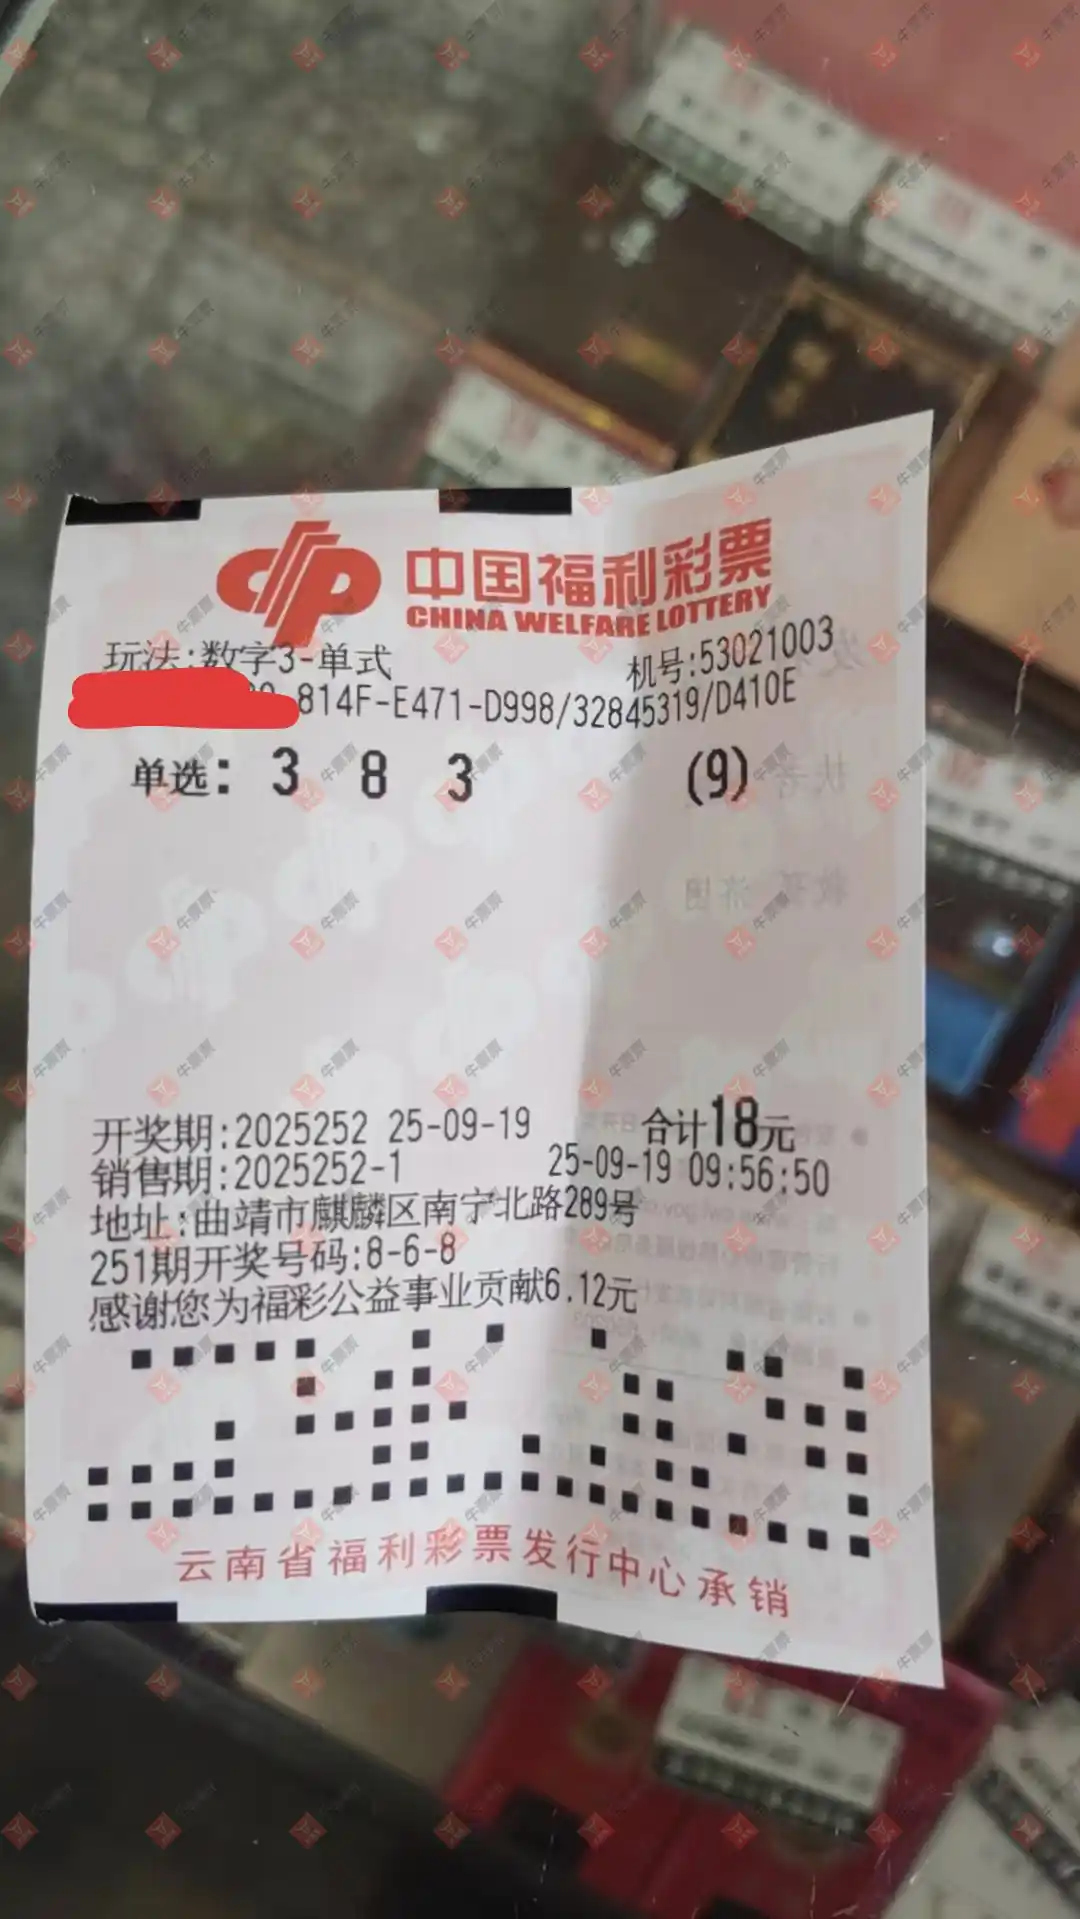 中国福利彩票
CHINA WELFARE LOTTERY
玩法:数字3-单式 机号:53021003
814F-E471-D998/32845319/D410E
单选: 3 8 3 (9)
开奖期:2025252 25-09-19 合计18元
销售期:2025252-1 25-09-19 09:56:50
地址:曲靖市麒麟区南宁北路289号
251期开奖号码:8-6-8
感谢您为福彩公益事业贡献6.12元
云南省福利彩票发行中心承销
牛票票